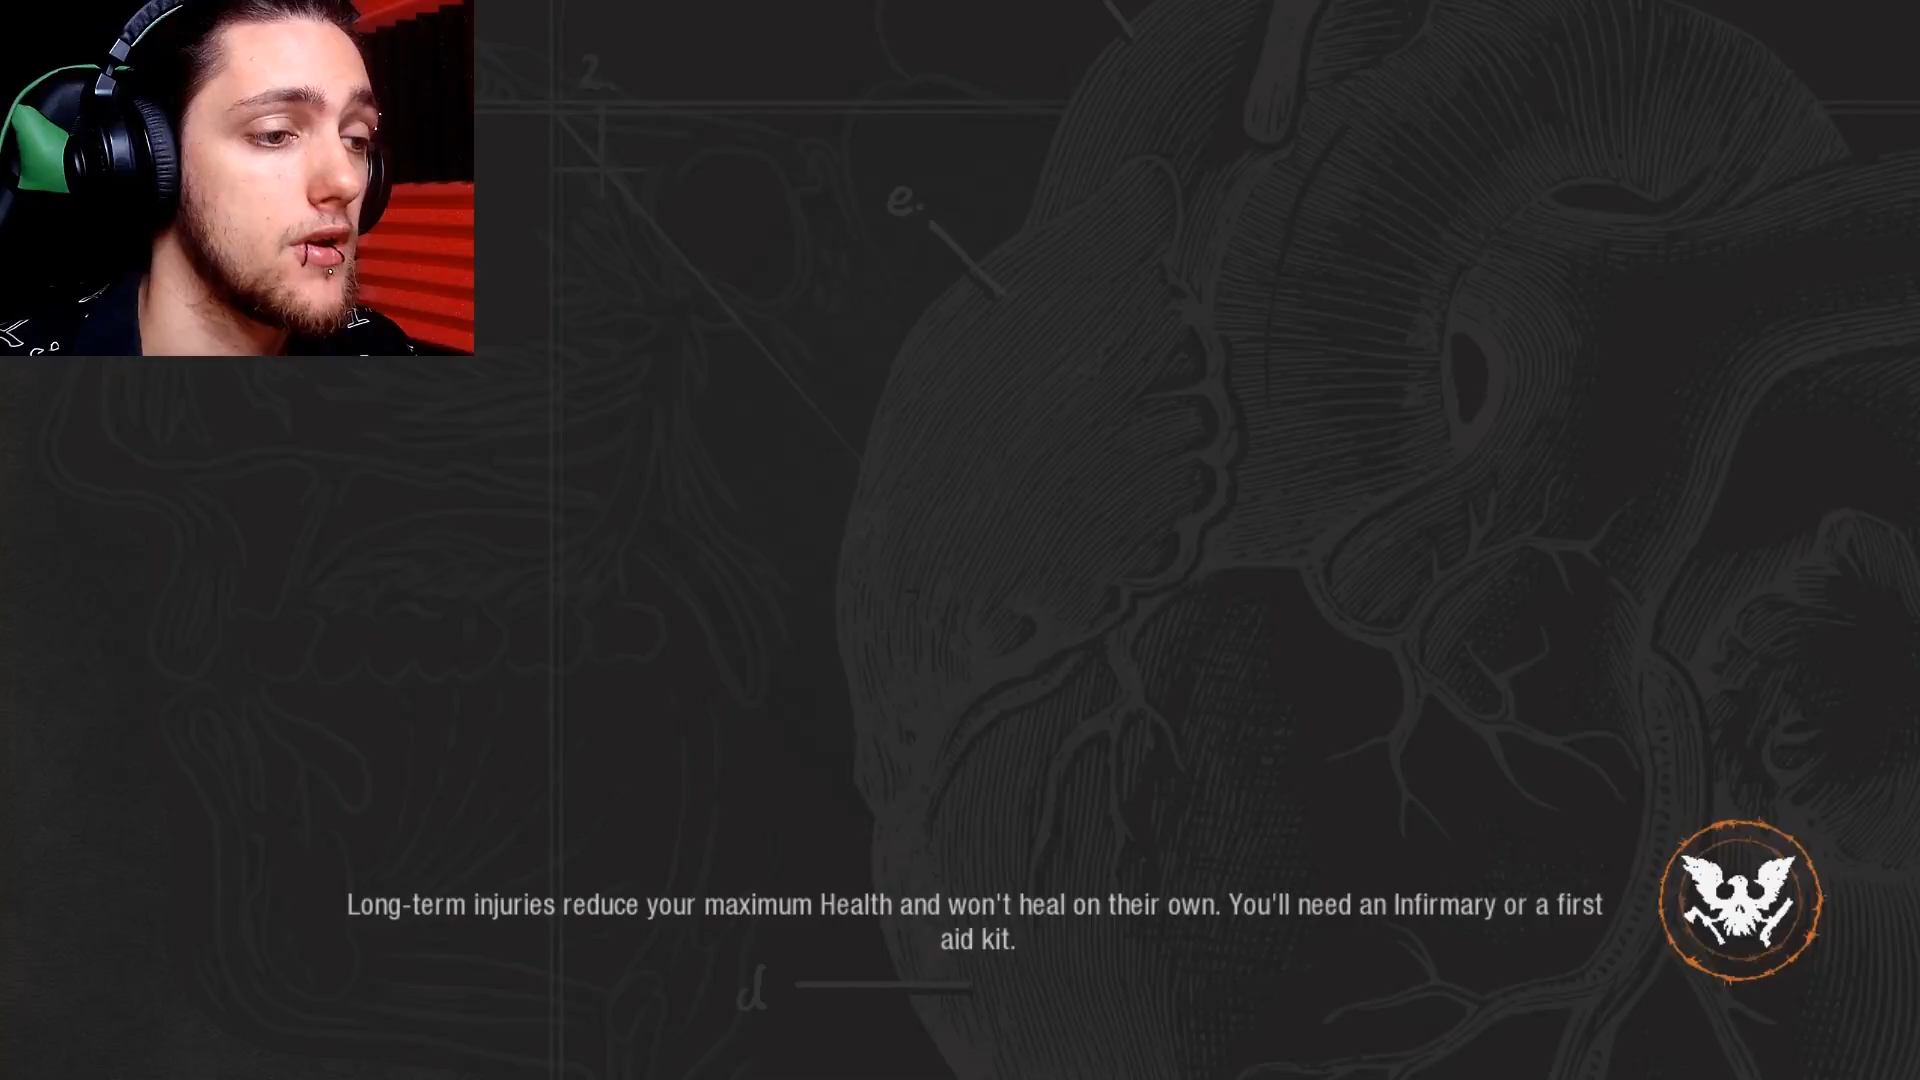 2
e.
Long-term injuries reduce your maximum Health and won't heal on their own. You'll need an Infirmary or a first
aid kit.
d